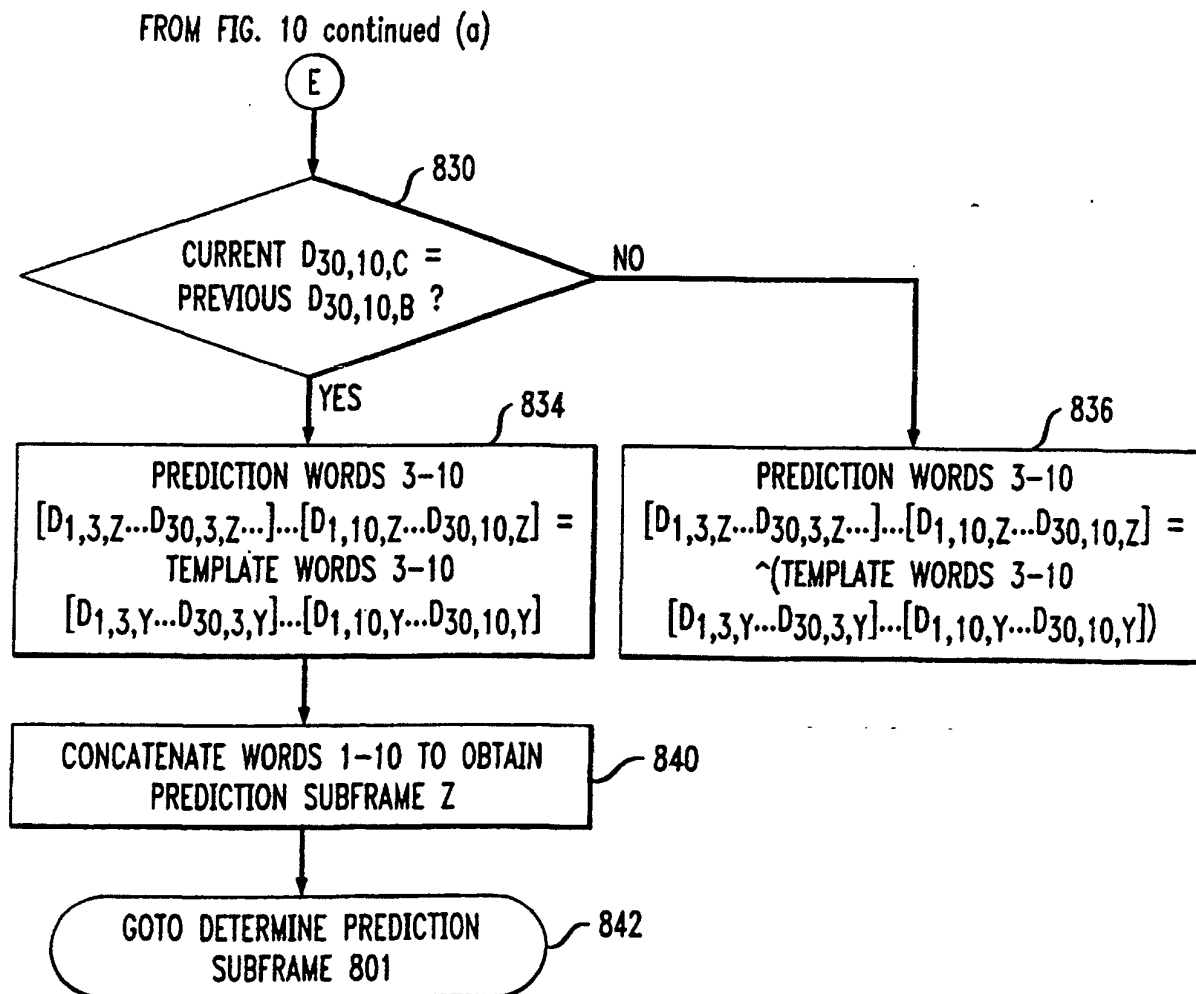 FROM FIG. 10 continued (a)
E
830
CURRENT D30,10,C =
PREVIOUS D30,10,B ?
NO
YES
834
PREDICTION WORDS 3-10
[D1,3,Z...D30,3,Z...]...[D1,10,Z...D30,10,Z] =
TEMPLATE WORDS 3-10
[D1,3,Y...D30,3,Y]...[D1,10,Y...D30,10,Y]
836
PREDICTION WORDS 3-10
[D1,3,Z...D30,3,Z...]...[D1,10,Z...D30,10,Z] =
^(TEMPLATE WORDS 3-10
[D1,3,Y...D30,3,Y]...[D1,10,Y...D30,10,Y])
CONCATENATE WORDS 1-10 TO OBTAIN
PREDICTION SUBFRAME Z
840
GOTO DETERMINE PREDICTION
SUBFRAME 801
842